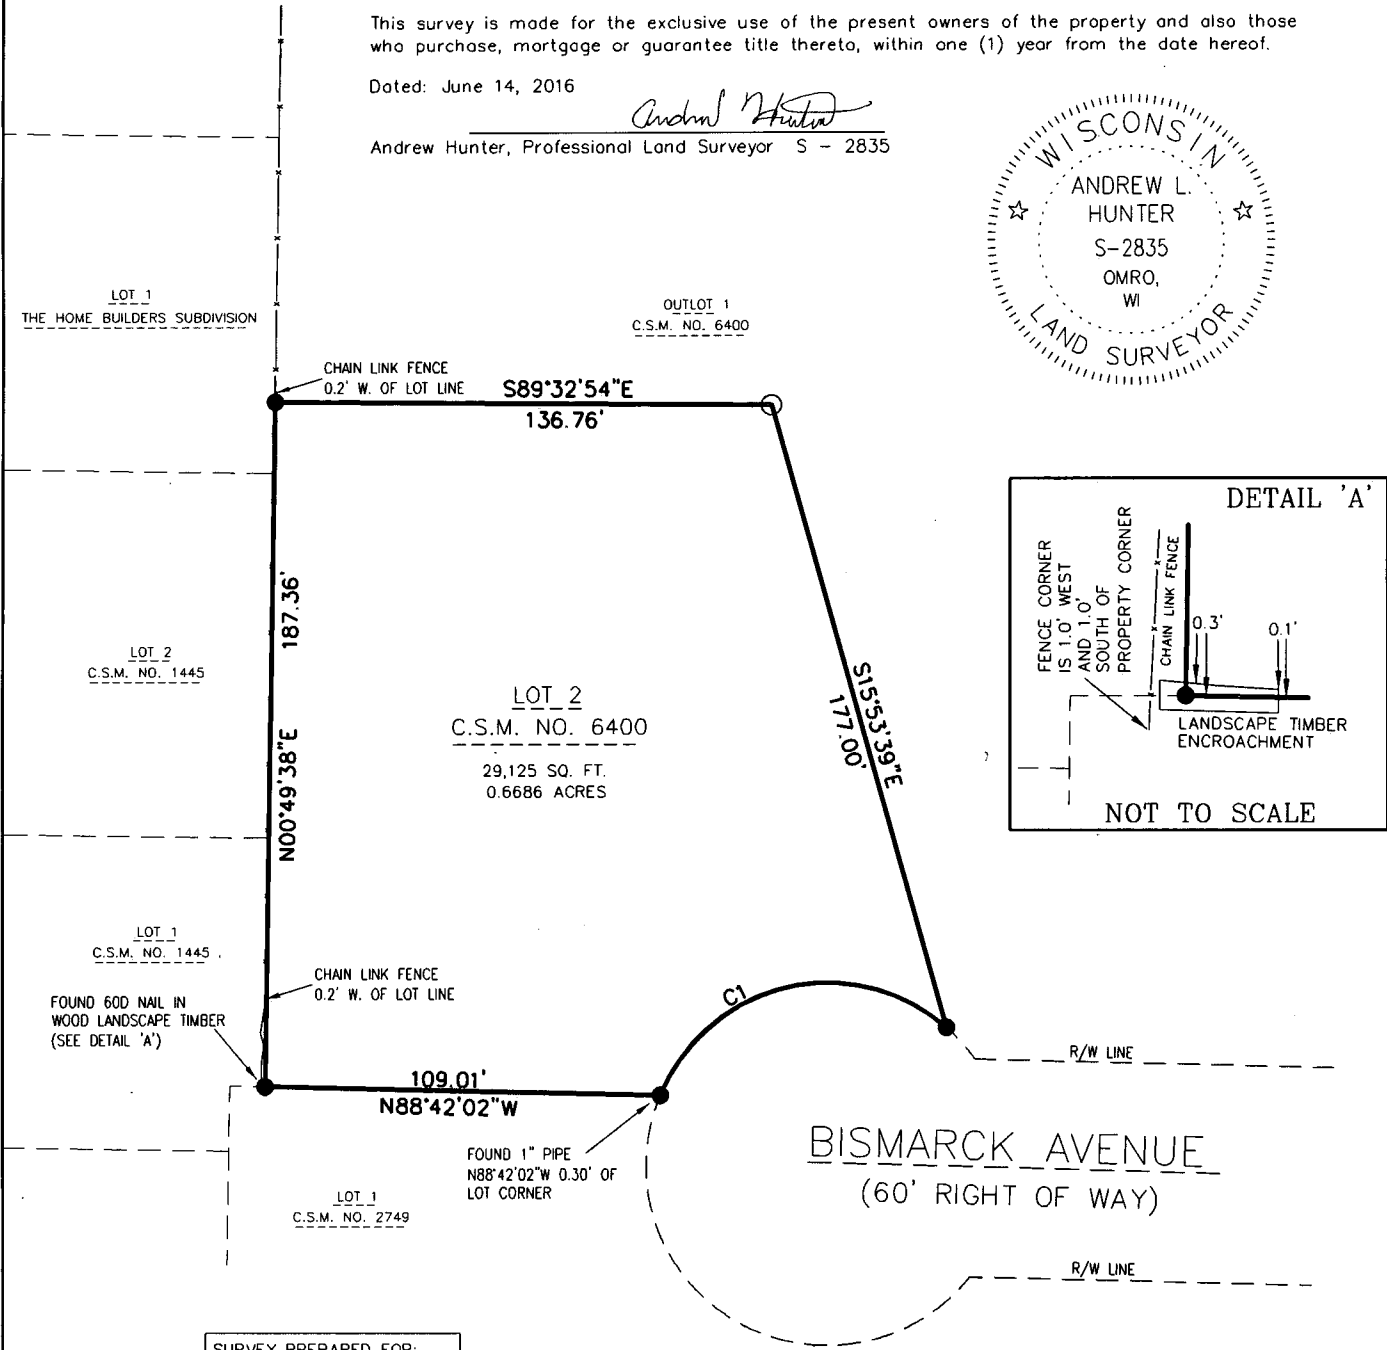 This survey is made for the exclusive use of the present owners of the property and also those
who purchase, mortgage or guarantee title thereto, within one (1) year from the date hereof.
Dated: June 14, 2016
Andrew Hunter
Andrew Hunter, Professional Land Surveyor S - 2835
WISCONSIN
ANDREW L.
HUNTER
S-2835
OMRO,
WI
LAND SURVEYOR
LOT 1
THE HOME BUILDERS SUBDIVISION
OUTLOT 1
C.S.M. NO. 6400
CHAIN LINK FENCE
0.2' W. OF LOT LINE
S89°32'54"E
136.76'
DETAIL 'A'
FENCE CORNER
IS 1.0' WEST
AND 1.0'
SOUTH OF
PROPERTY CORNER
CHAIN LINK FENCE
0.3'
0.1'
LANDSCAPE TIMBER
ENCROACHMENT
NOT TO SCALE
187.36'
N00°49'38"E
LOT 2
C.S.M. NO. 1445
LOT 2
C.S.M. NO. 6400
29,125 SQ. FT.
0.6686 ACRES
S15°53'39"E
177.00'
LOT 1
C.S.M. NO. 1445
CHAIN LINK FENCE
0.2' W. OF LOT LINE
C1
FOUND 60D NAIL IN
WOOD LANDSCAPE TIMBER
(SEE DETAIL 'A')
R/W LINE
109.01'
N88°42'02"W
FOUND 1" PIPE
N88°42'02"W 0.30' OF
LOT CORNER
BISMARCK AVENUE
(60' RIGHT OF WAY)
LOT 1
C.S.M. NO. 2749
R/W LINE
SURVEY PREPARED FOR: